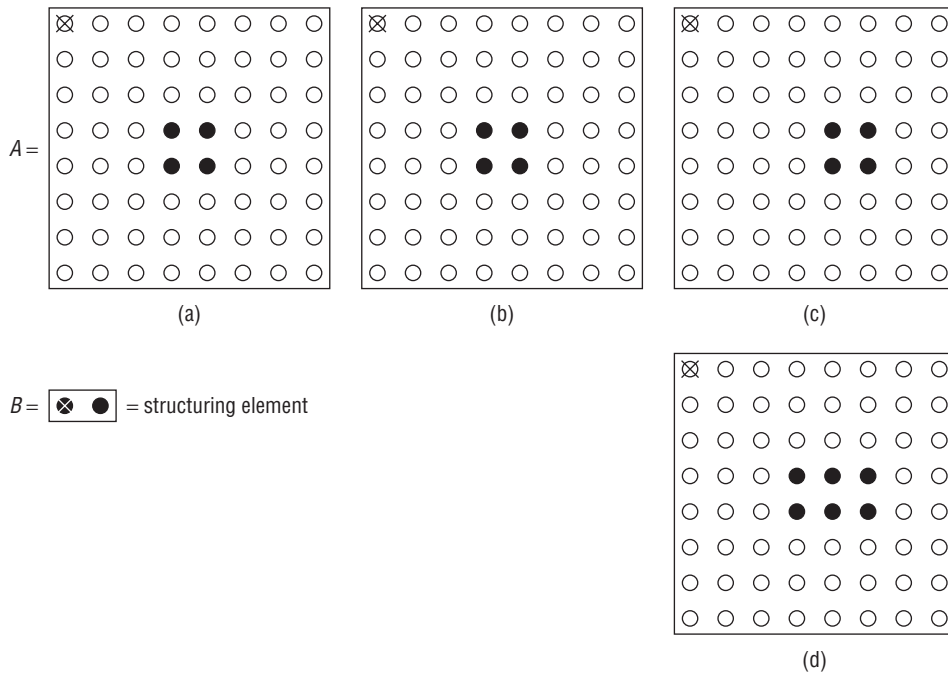 A =
(a)
(b)
(c)
B = = structuring element
(d)